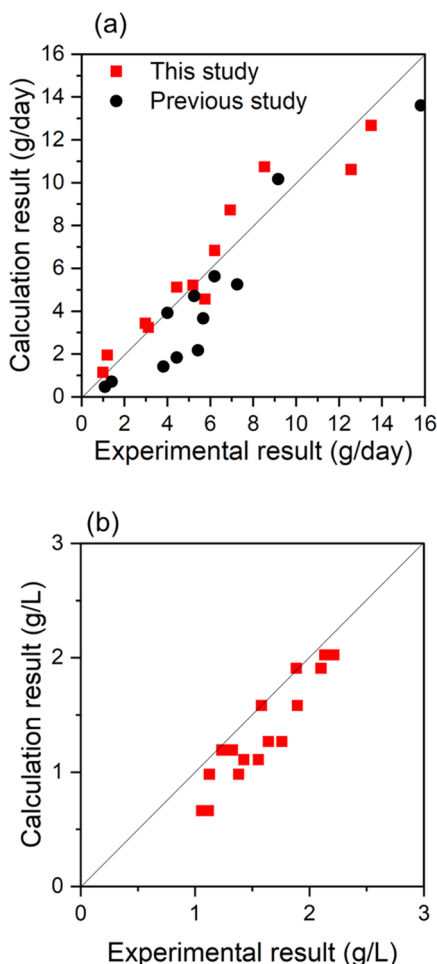 (a)
16
14
12
10
8
6
4
2
0
Calculation result (g/day)
This study
Previous study
0 2 4 6 8 10 12 14 16
Experimental result (g/day)
(b)
3
2
1
0
Calculation result (g/L)
0 1 2 3
Experimental result (g/L)